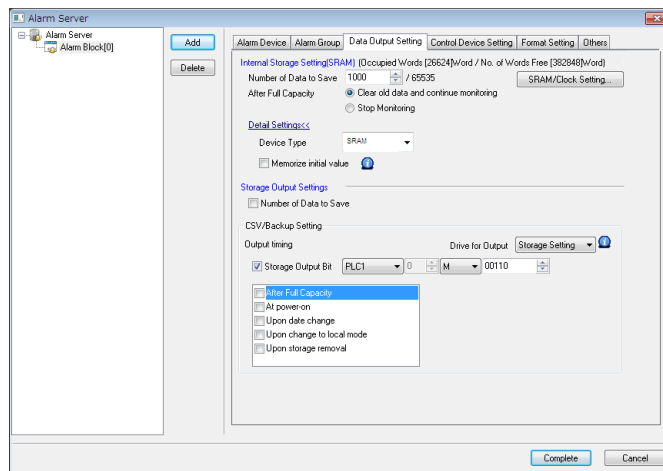 Alarm Server
Alarm Server
Alarm Block[0]
Add
Delete
Alarm Device Alarm Group Data Output Setting Control Device Setting Format Setting Others
Internal Storage Setting(SRAM) (Occupied Words [26624]Word / No. of Words Free [382848]Word)
Number of Data to Save 1000 / 65535 SRAM/Clock Setting...
After Full Capacity Clear old data and continue monitoring
Stop Monitoring
Detail Settings<<
Device Type SRAM
Memorize initial value
Storage Output Settings
Number of Data to Save
CSV/Backup Setting
Output timing Drive for Output Storage Setting
Storage Output Bit PLC1 0 M 00110
After Full Capacity
At power-on
Upon date change
Upon change to local mode
Upon storage removal
Complete Cancel